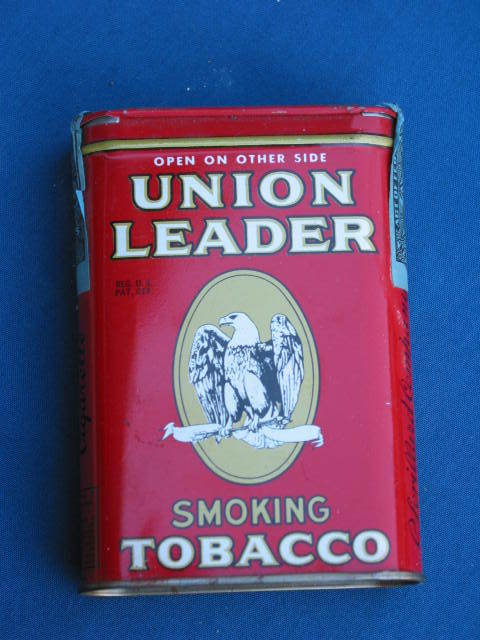 OPEN ON OTHER SIDE
UNION
LEADER
REG. U.S.
PAT. OFF.
SMOKING
TOBACCO